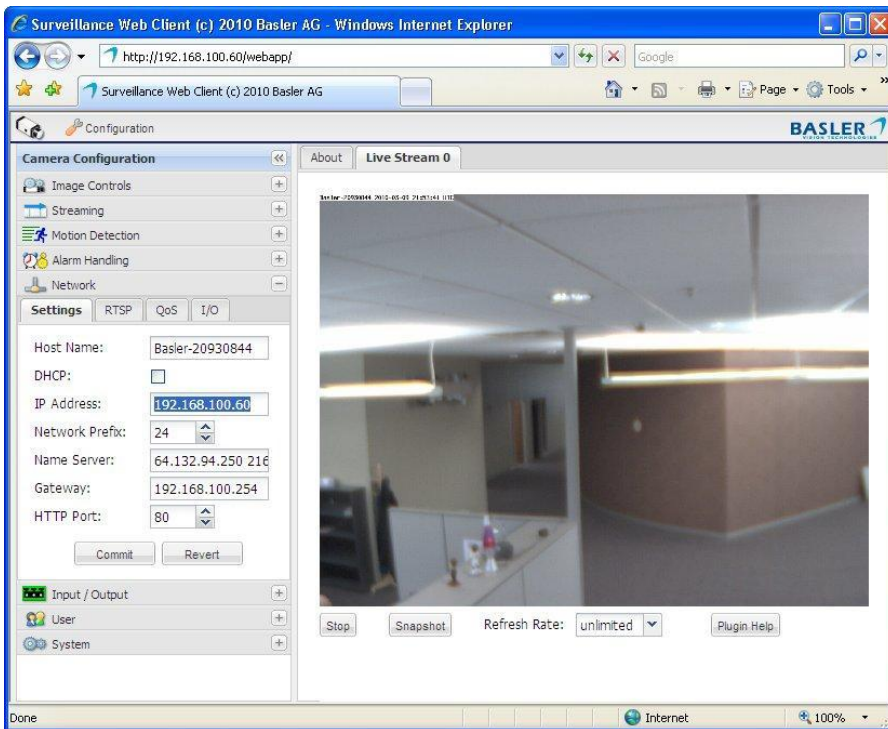 Surveillance Web Client (c) 2010 Basler AG - Windows Internet Explorer
http://192.168.100.60/webapp/
Google
Surveillance Web Client (c) 2010 Basler AG
Page
Tools
»
Configuration
BASLER
VISION TECHNOLOGIES
Camera Configuration
Image Controls
Streaming
Motion Detection
Alarm Handling
Network
Settings RTSP QoS I/O
Host Name: Basler-20930844
DHCP:
IP Address: 192.168.100.60
Network Prefix: 24
Name Server: 64.132.94.250 216
Gateway: 192.168.100.254
HTTP Port: 80
Commit Revert
Input / Output
User
System
About Live Stream 0
Basler-20930844
Stop Snapshot Refresh Rate: unlimited Plugin Help
Done Internet 100%